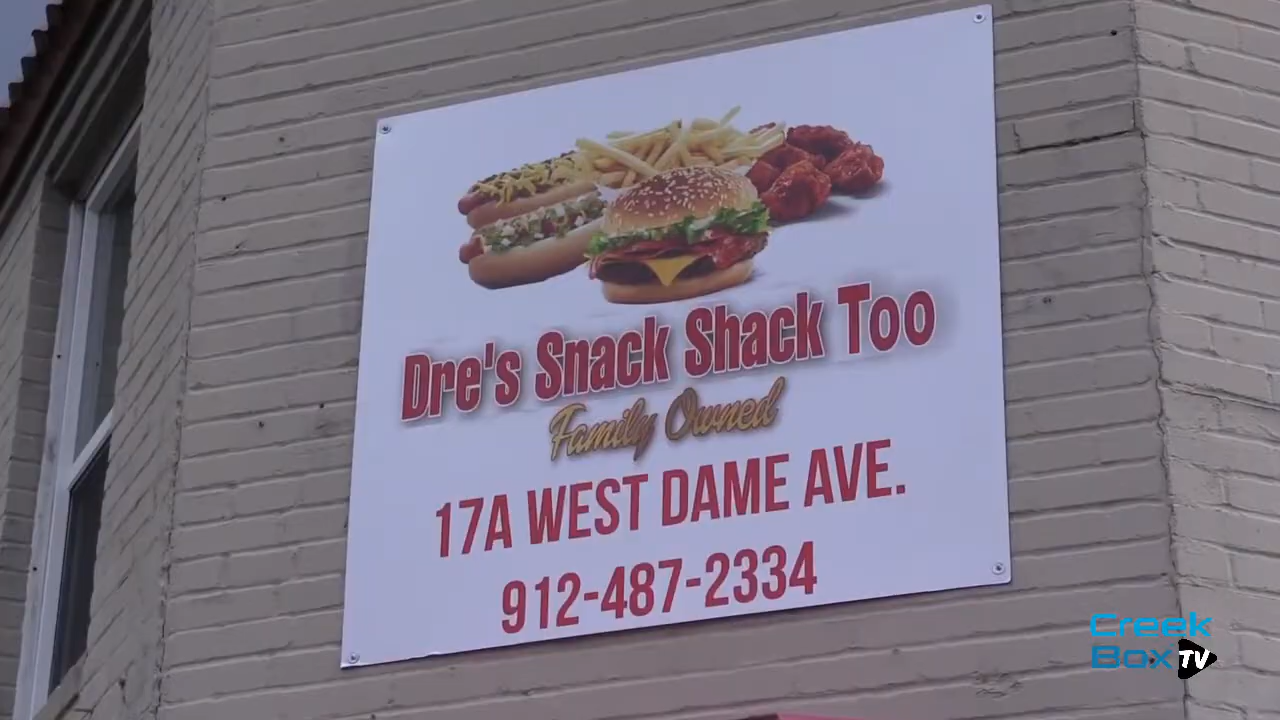 Dre's Snack Shack Too
Family Owned
17A WEST DAME AVE.
912-487-2334
Creek
Box TV